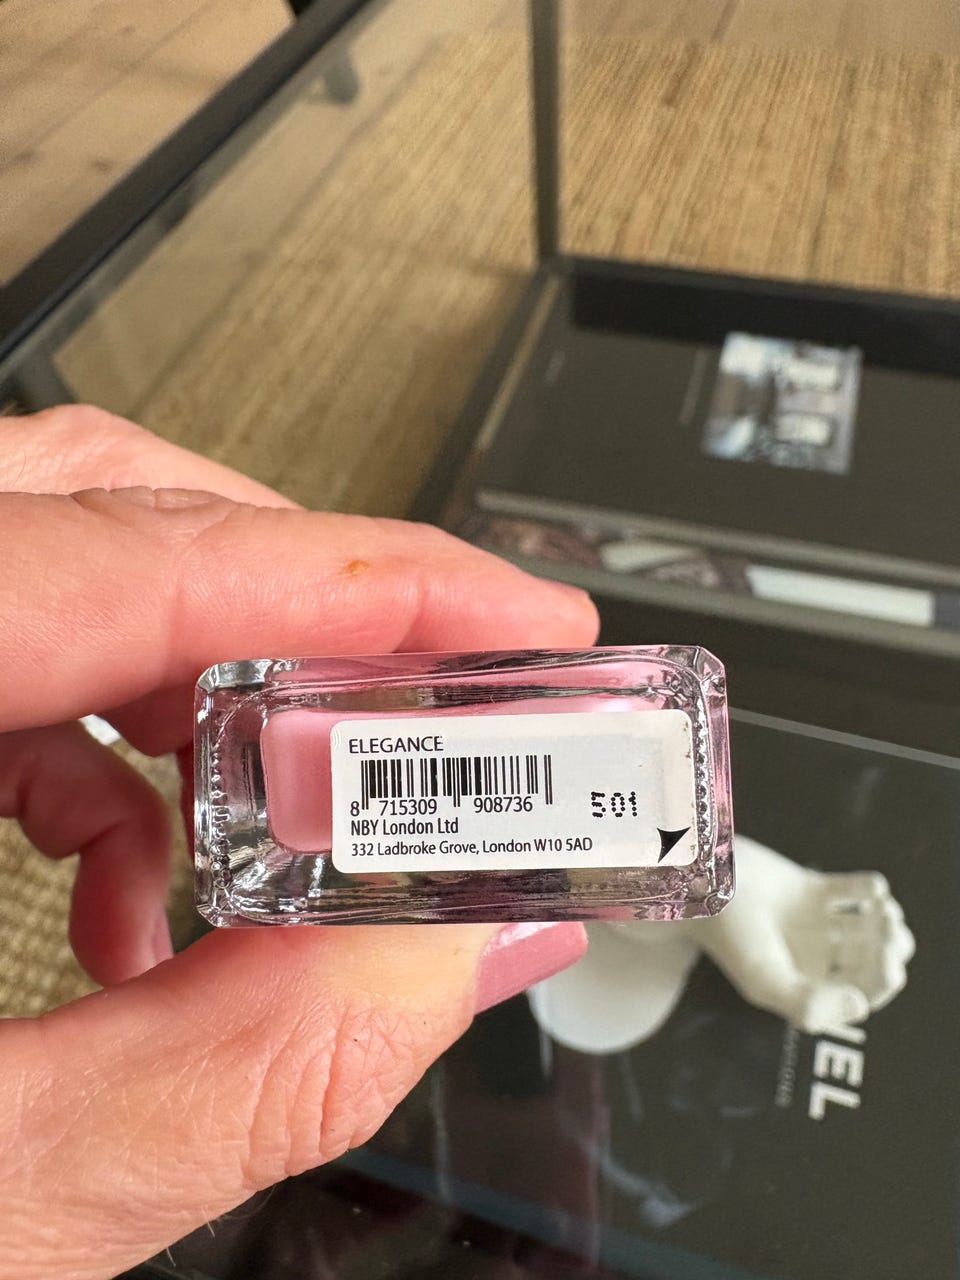 ELEGANCE
8 715309 908736
501
NBY London Ltd
332 Ladbroke Grove, London W10 5AD
NEL